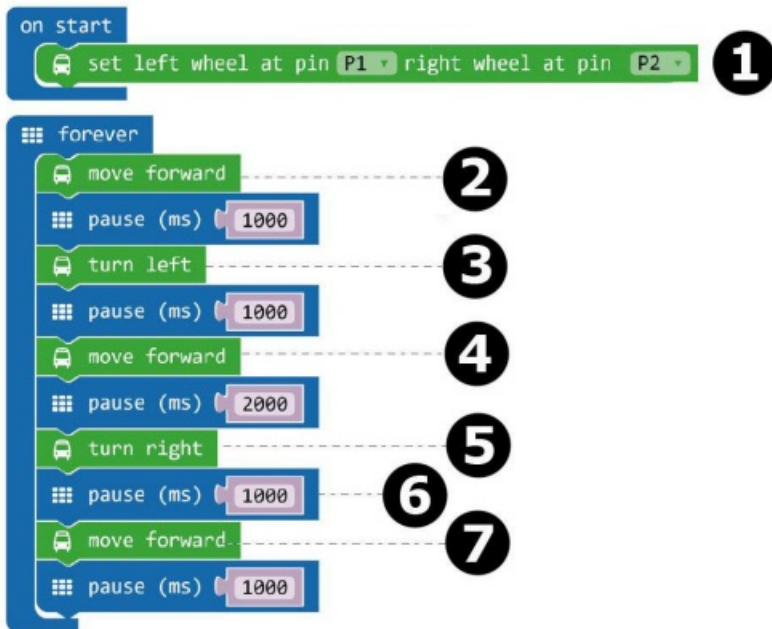 on start
set left wheel at pin P1 right wheel at pin P2 1
forever
move forward 2
pause (ms) 1000
turn left 3
pause (ms) 1000
move forward 4
pause (ms) 2000
turn right 5
pause (ms) 1000 6
move forward 7
pause (ms) 1000